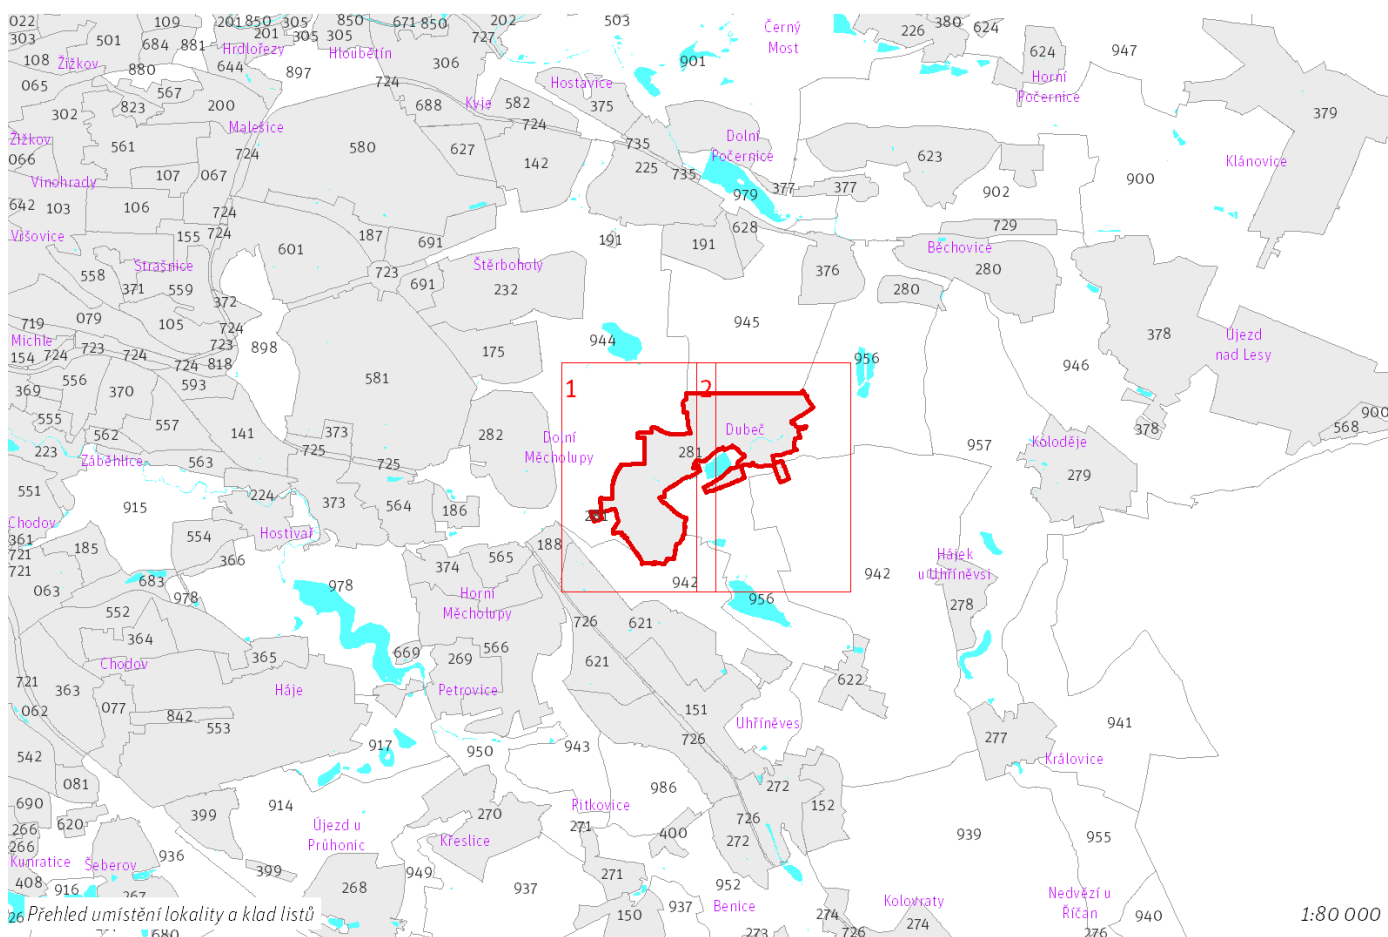 022 109 201 850 305 850 671 850 202 503 Černý Most 226 380 624
303 501 684 881 Hrdlořezy 201 305 305 Hloubětín 727 624 947
108 Žižkov 880 644 897 724 306 901 Hostavice Horní Počernice
065 302 567 823 200 688 Kyje 582 375 379
Žižkov 561 Malešice 724 580 627 724 735 Dolní Počernice 623
066 107 067 142 225 735 377 377 900 Klánovice
Vinohrady 979 902
642 103 106 724
Vršovice 155 724 187 691 191 191 628 729
601 Běchovice
Strašnice 723 Štěrboholy 376 280
558 371 559 372 691 232 280
719 079 105 724 944 945 378 Újezd nad Lesy
Michle 723 898 175
154 724 723 724 724 818 956 946
369 556 370 593 581 1 2
555 557 141 373 282 Dolní Měcholupy Dubeč 378 568 900
223 562 725 281 957 Koloděje
Záběhlice 563 725 279
551 915 224 373 564 186 281
Chodov Hostivař
361 554 188
721 185 366 565 Hájek u Uhříněvsi
721 374 942 942
063 683 978 978 Horní Měcholupy 956 278
552 726 621
364 669 566
Chodov 365 269 621 622
721 363 Háje Petrovice
062 077 842 553 151 Uhříněves 941
917 950 943 726 277
542 Královice
081 986 272
690 914 399 270 Pitkovice 152
266 620 Újezd u Průhonic 271 400 726 939 955
266 936 Křeslice 272
Kunratice Šeberov 399 949
408 916 268 937 271 952 Nedvězí u Říčan
267 937 Benice Kolovraty
26 Přehled umístění lokality a klad listů 150 274 274 940 1:80 000
680 273 726 276